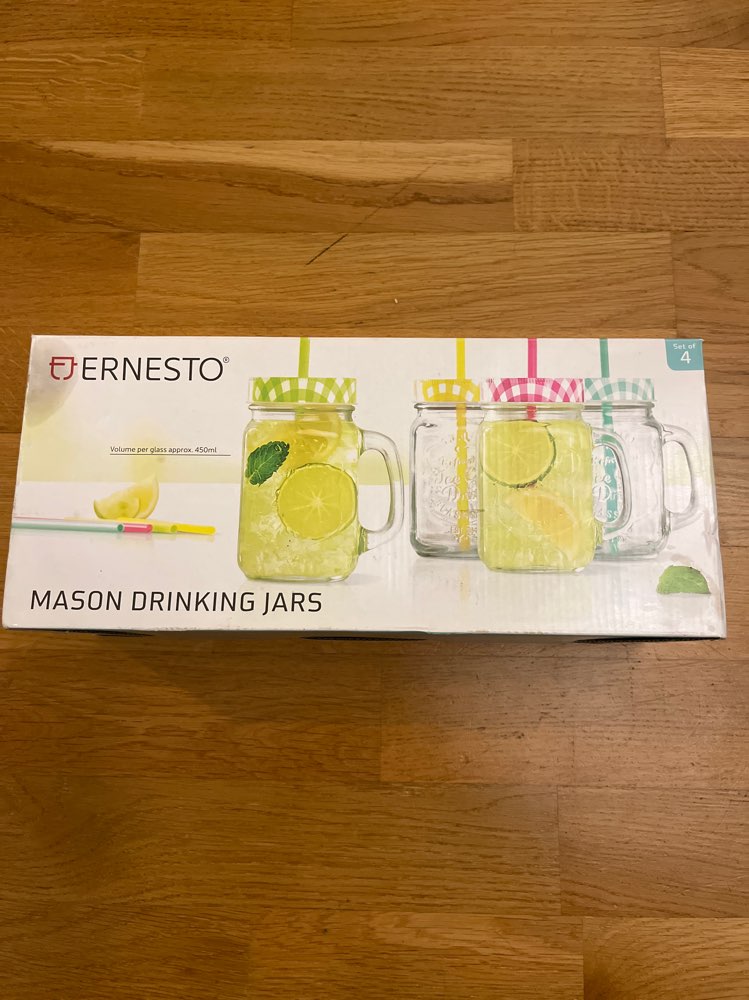 ERNESTO®
Set of
4
Volume per glass approx. 450ml
MASON DRINKING JARS